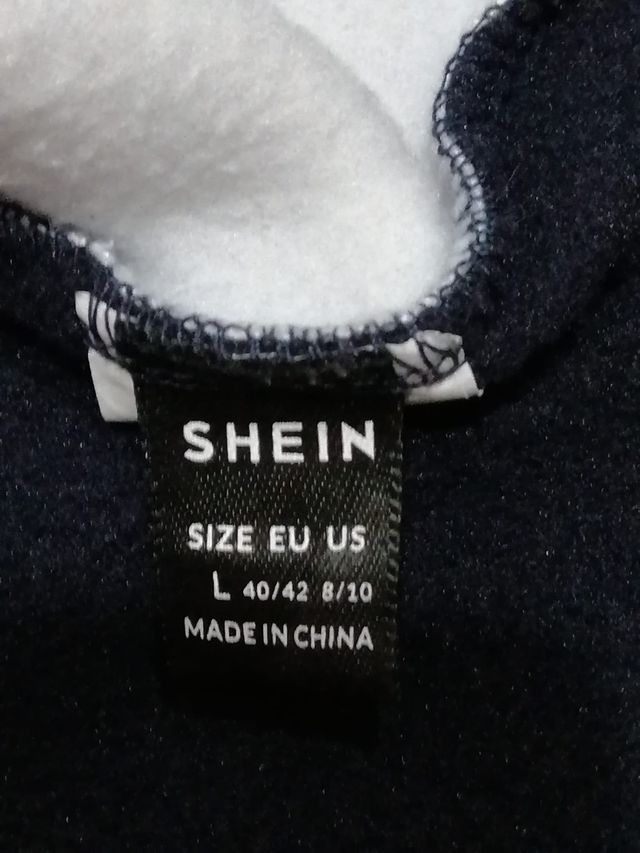 SHEIN
SIZE EU US
L 40/42 8/10
MADE IN CHINA